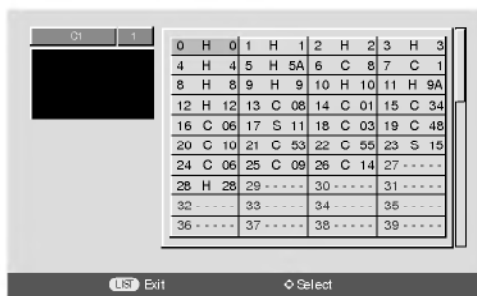 C1 1
0 H 0 1 H 1 2 H 2 3 H 3
4 H 4 5 H 5A 6 C 8 7 C 1
8 H 8 9 H 9 10 H 10 11 H 9A
12 H 12 13 C 08 14 C 01 15 C 34
16 C 06 17 S 11 18 C 03 19 C 48
20 C 10 21 C 53 22 C 55 23 S 15
24 C 06 25 C 09 26 C 14 27 -----
28 H 28 29 ----- 30 ----- 31 -----
32 ----- 33 ----- 34 ----- 35 -----
36 ----- 37 ----- 38 ----- 39 -----
LIST Exit Select